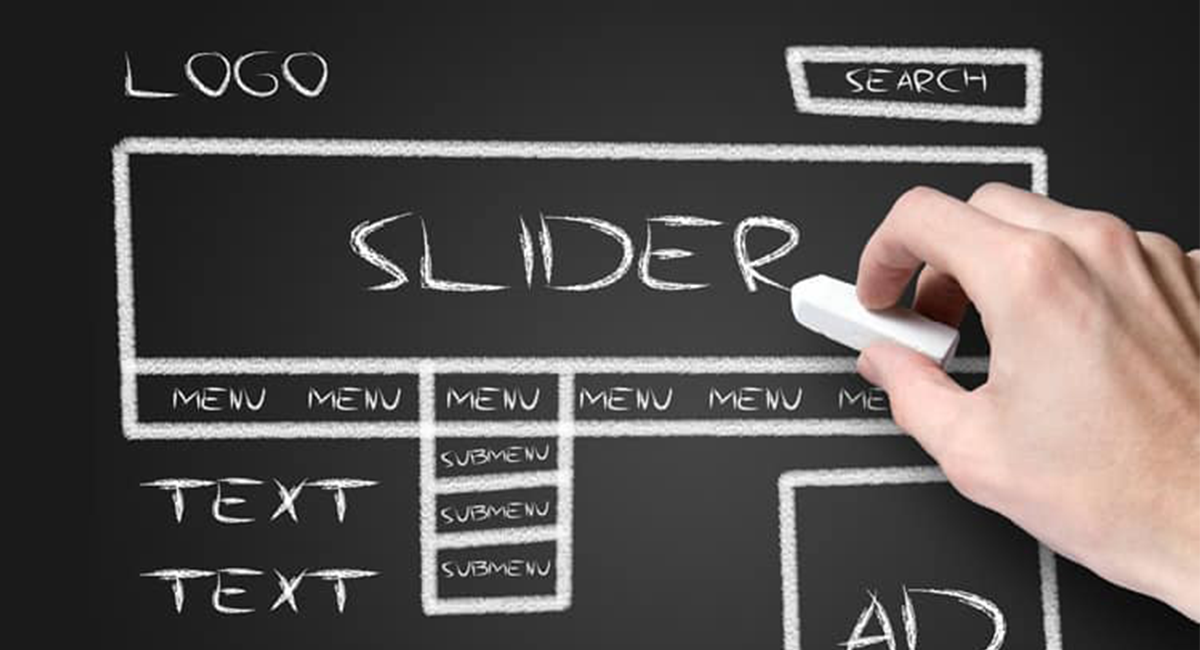 LOGO
SEARCH
SLIDER
MENU MENU MENU MENU MENU
SUBMENU
SUBMENU
SUBMENU
TEXT
TEXT
AD